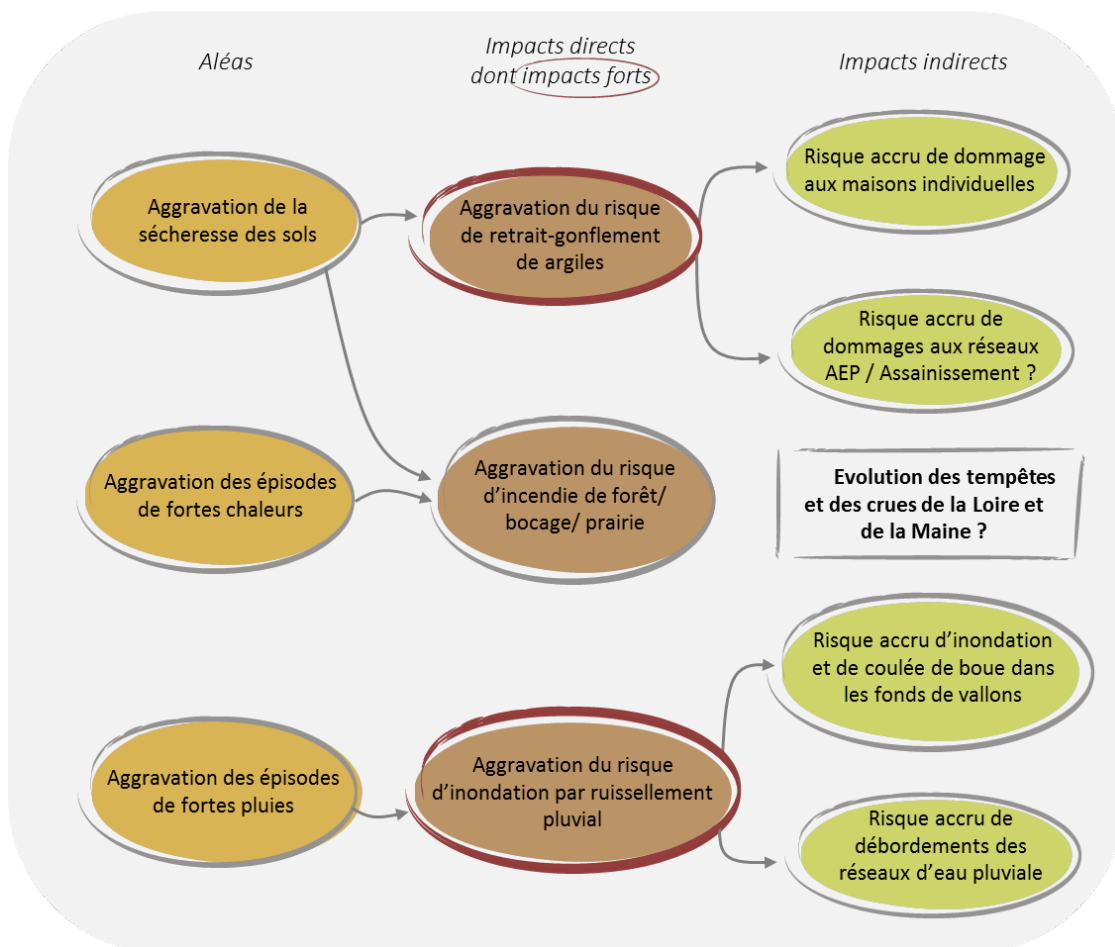 Aléas
Impacts directs
dont impacts forts
Impacts indirects
Aggravation de la
sécheresse des sols
Aggravation du risque
de retrait-gonflement
de argiles
Risque accru de dommage
aux maisons individuelles
Risque accru de
dommages aux réseaux
AEP / Assainissement ?
Aggravation des épisodes
de fortes chaleurs
Aggravation du risque
d’incendie de forêt/
bocage/ prairie
Evolution des tempêtes
et des crues de la Loire et
de la Maine ?
Aggravation des épisodes
de fortes pluies
Aggravation du risque
d’inondation par ruissellement
pluvial
Risque accru d’inondation
et de coulée de boue dans
les fonds de vallons
Risque accru de
débordements des
réseaux d’eau pluviale